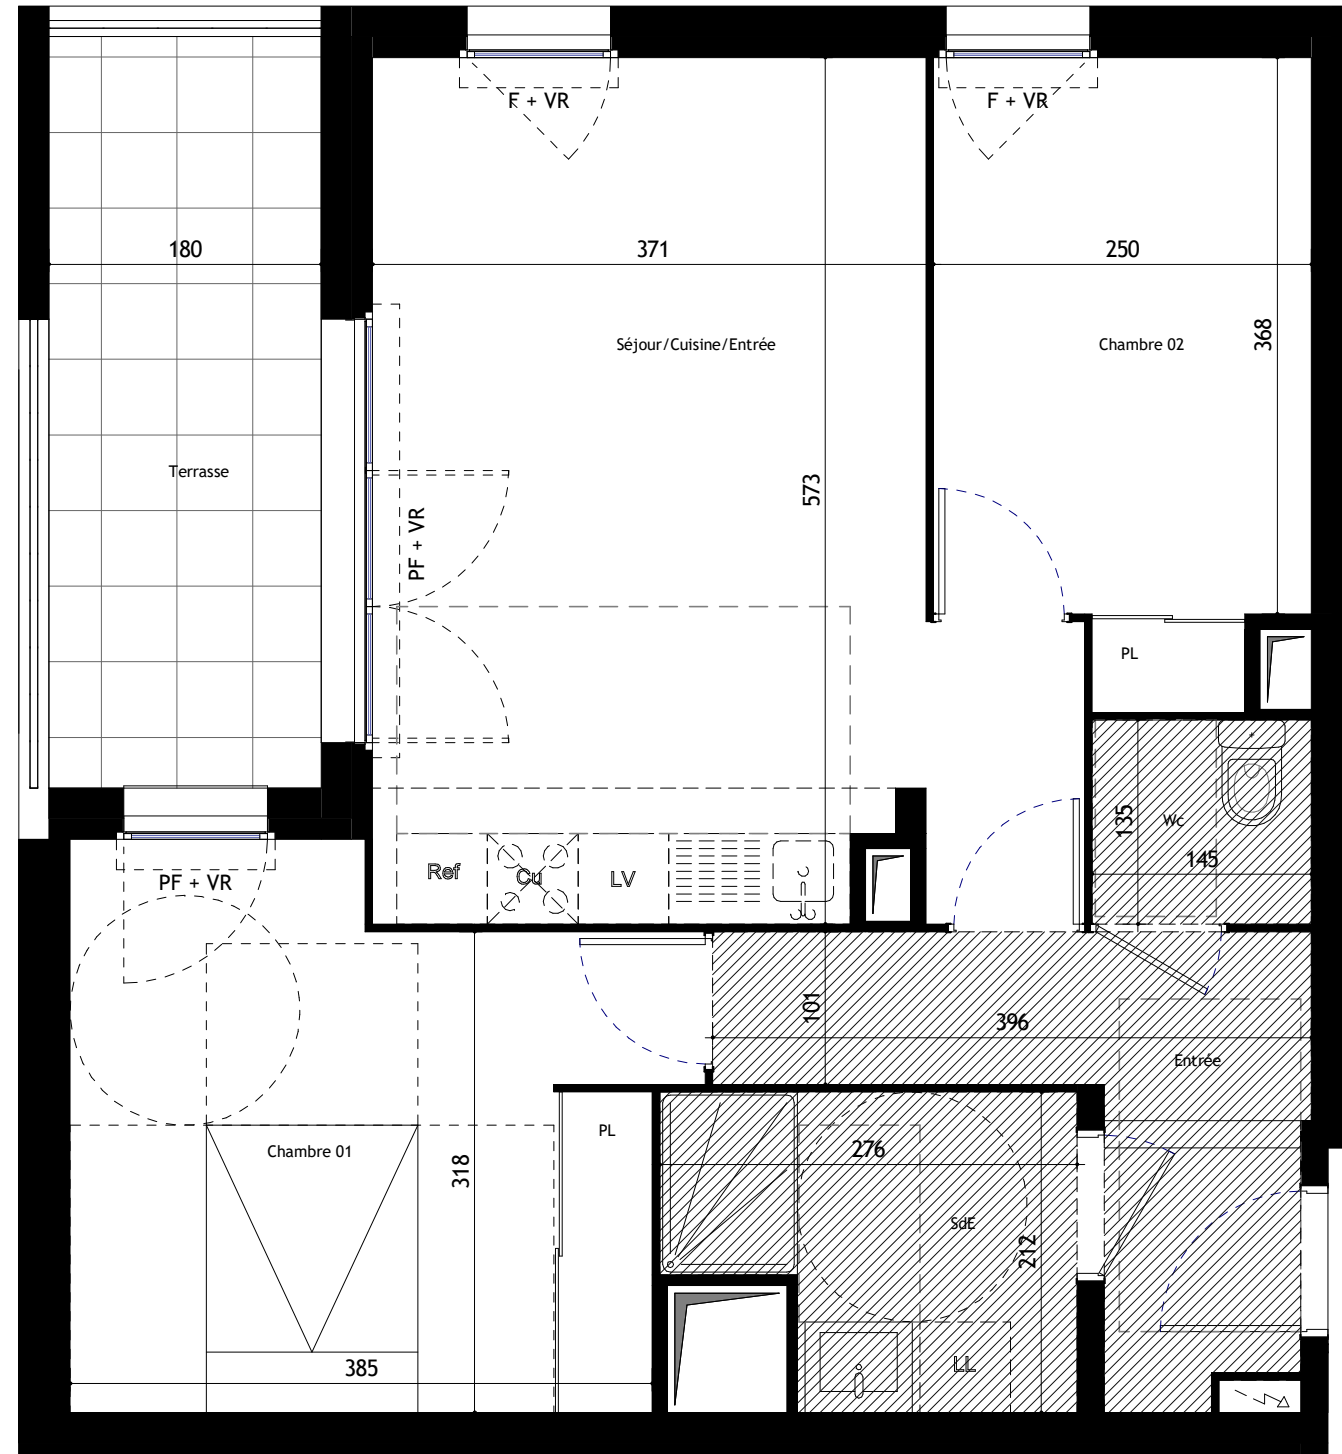 F + VR
F + VR
180
371
250
368
Séjour/Cuisine/Entrée
Chambre 02
Terrasse
573
PF + VR
PL
135
Wc
145
Ref
Cu
LV
PF + VR
101
396
Entrée
PL
Chambre 01
318
276
SdE
212
385
LL